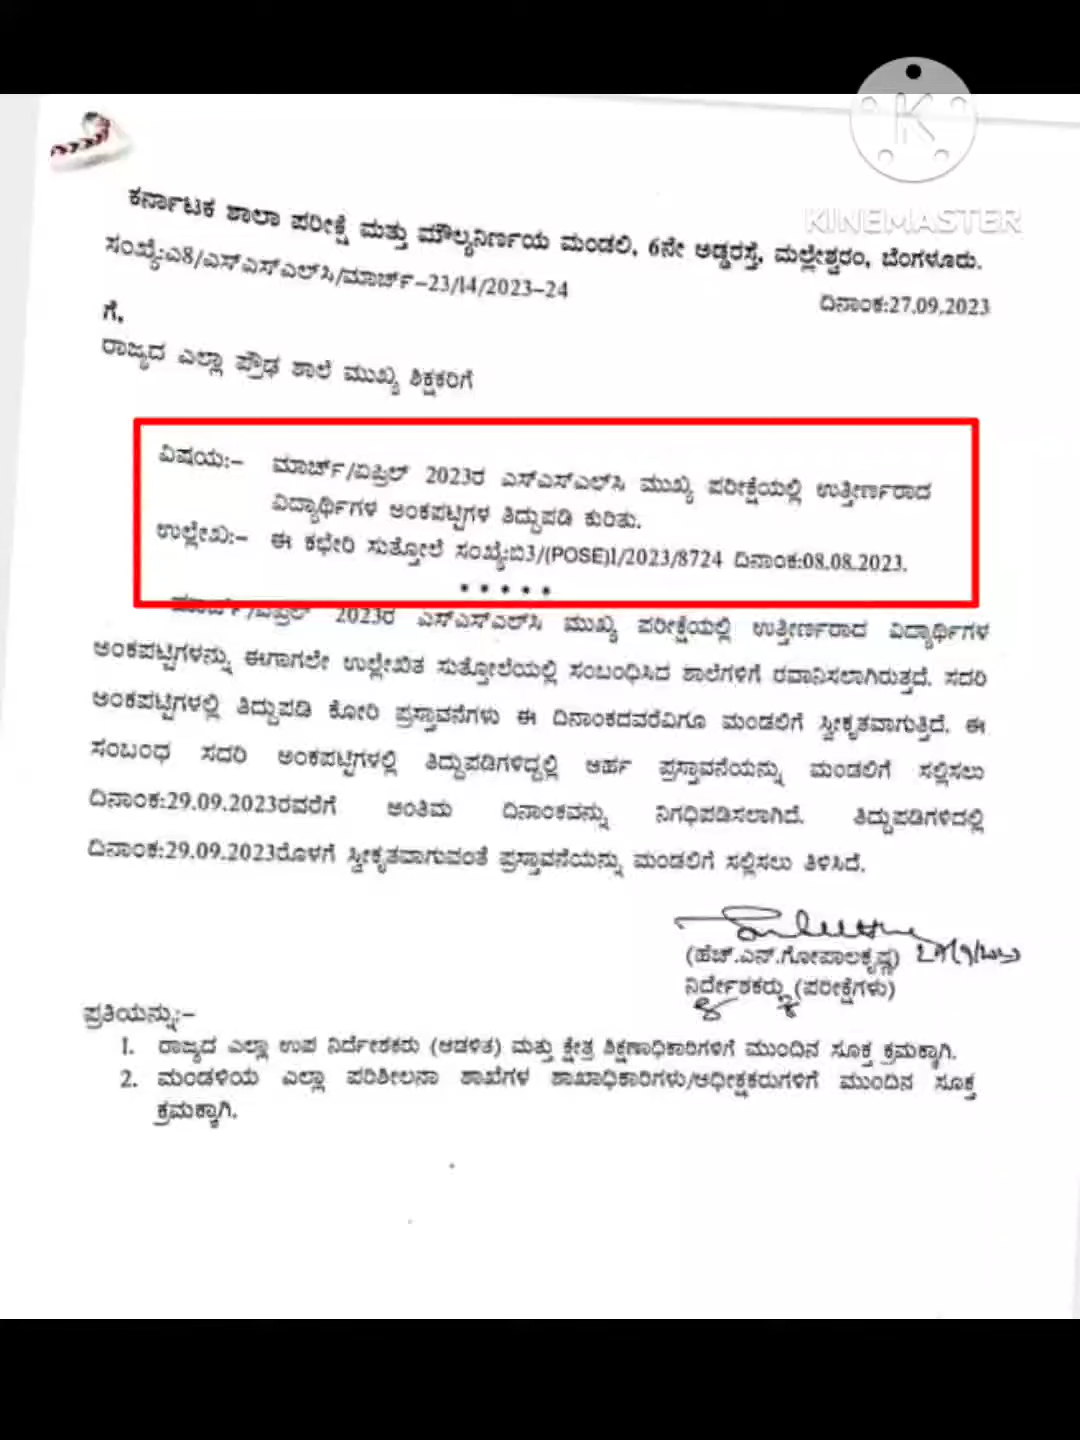 KINEMASTER
ಕರ್ನಾಟಕ ಶಾಲಾ ಪರೀಕ್ಷೆ ಮತ್ತು ಮೌಲ್ಯನಿರ್ಣಯ ಮಂಡಲಿ, 6ನೇ ಅಡ್ಡರಸ್ತೆ, ಮಲ್ಲೇಶ್ವರಂ, ಬೆಂಗಳೂರು.
ಸಂಖ್ಯೆ:ಎ8/ಎಸ್ಎಸ್ಎಲ್‌ಸಿ/ಮಾರ್ಚ್-23/14/2023-24
ದಿನಾಂಕ:27.09.2023
ಗೆ,
ರಾಜ್ಯದ ಎಲ್ಲಾ ಪ್ರೌಢ ಶಾಲೆ ಮುಖ್ಯ ಶಿಕ್ಷಕರಿಗೆ
ವಿಷಯ:- ಮಾರ್ಚ್/ಏಪ್ರಿಲ್ 2023ರ ಎಸ್ಎಸ್ಎಲ್‌ಸಿ ಮುಖ್ಯ ಪರೀಕ್ಷೆಯಲ್ಲಿ ಉತ್ತೀರ್ಣರಾದ
ವಿದ್ಯಾರ್ಥಿಗಳ ಅಂಕಪಟ್ಟಿಗಳ ತಿದ್ದುಪಡಿ ಕುರಿತು.
ಉಲ್ಲೇಖ:- ಈ ಕಛೇರಿ ಸುತ್ತೋಲೆ ಸಂಖ್ಯೆ:ಬಿ3/(POSE)1/2023/8724 ದಿನಾಂಕ:08.08.2023.
* * * * *
ಮಾರ್ಚ್/ಏಪ್ರಿಲ್ 2023ರ ಎಸ್ಎಸ್ಎಲ್‌ಸಿ ಮುಖ್ಯ ಪರೀಕ್ಷೆಯಲ್ಲಿ ಉತ್ತೀರ್ಣರಾದ ವಿದ್ಯಾರ್ಥಿಗಳ
ಅಂಕಪಟ್ಟಿಗಳನ್ನು ಈಗಾಗಲೇ ಉಲ್ಲೇಖಿತ ಸುತ್ತೋಲೆಯಲ್ಲಿ ಸಂಬಂಧಿಸಿದ ಶಾಲೆಗಳಿಗೆ ರವಾನಿಸಲಾಗಿರುತ್ತದೆ. ಸದರಿ
ಅಂಕಪಟ್ಟಿಗಳಲ್ಲಿ ತಿದ್ದುಪಡಿ ಕೋರಿ ಪ್ರಸ್ತಾವನೆಗಳು ಈ ದಿನಾಂಕದವರೆವಿಗೂ ಮಂಡಲಿಗೆ ಸ್ವೀಕೃತವಾಗುತ್ತಿದೆ. ಈ
ಸಂಬಂಧ ಸದರಿ ಅಂಕಪಟ್ಟಿಗಳಲ್ಲಿ ತಿದ್ದುಪಡಿಗಳಿದ್ದಲ್ಲಿ ಅರ್ಹ ಪ್ರಸ್ತಾವನೆಯನ್ನು ಮಂಡಲಿಗೆ ಸಲ್ಲಿಸಲು
ದಿನಾಂಕ:29.09.2023ರವರೆಗೆ ಅಂತಿಮ ದಿನಾಂಕವನ್ನು ನಿಗಧಿಪಡಿಸಲಾಗಿದೆ. ತಿದ್ದುಪಡಿಗಳಿದಲ್ಲಿ
ದಿನಾಂಕ:29.09.2023ರೊಳಗೆ ಸ್ವೀಕೃತವಾಗುವಂತೆ ಪ್ರಸ್ತಾವನೆಯನ್ನು ಮಂಡಲಿಗೆ ಸಲ್ಲಿಸಲು ತಿಳಿಸಿದೆ.
(ಹೆಚ್.ಎನ್.ಗೋಪಾಲಕೃಷ್ಣ)
ನಿರ್ದೇಶಕರು (ಪರೀಕ್ಷೆಗಳು)
ಪ್ರತಿಯನ್ನು:-
1. ರಾಜ್ಯದ ಎಲ್ಲಾ ಉಪ ನಿರ್ದೇಶಕರು (ಆಡಳಿತ) ಮತ್ತು ಕ್ಷೇತ್ರ ಶಿಕ್ಷಣಾಧಿಕಾರಿಗಳಿಗೆ ಮುಂದಿನ ಸೂಕ್ತ ಕ್ರಮಕ್ಕಾಗಿ.
2. ಮಂಡಳಿಯ ಎಲ್ಲಾ ಪರಿಶೀಲನಾ ಶಾಖೆಗಳ ಶಾಖಾಧಿಕಾರಿಗಳು/ಅಧೀಕ್ಷಕರುಗಳಿಗೆ ಮುಂದಿನ ಸೂಕ್ತ
ಕ್ರಮಕ್ಕಾಗಿ.